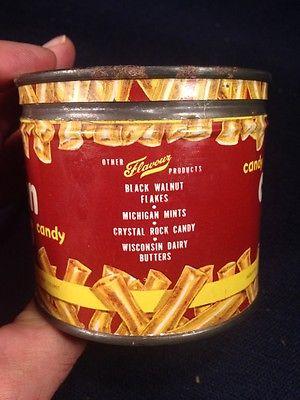 OTHER
Flavour
PRODUCTS
BLACK WALNUT
FLAKES
MICHIGAN MINTS
CRYSTAL ROCK CANDY
WISCONSIN DAIRY
BUTTERS
candy
candy